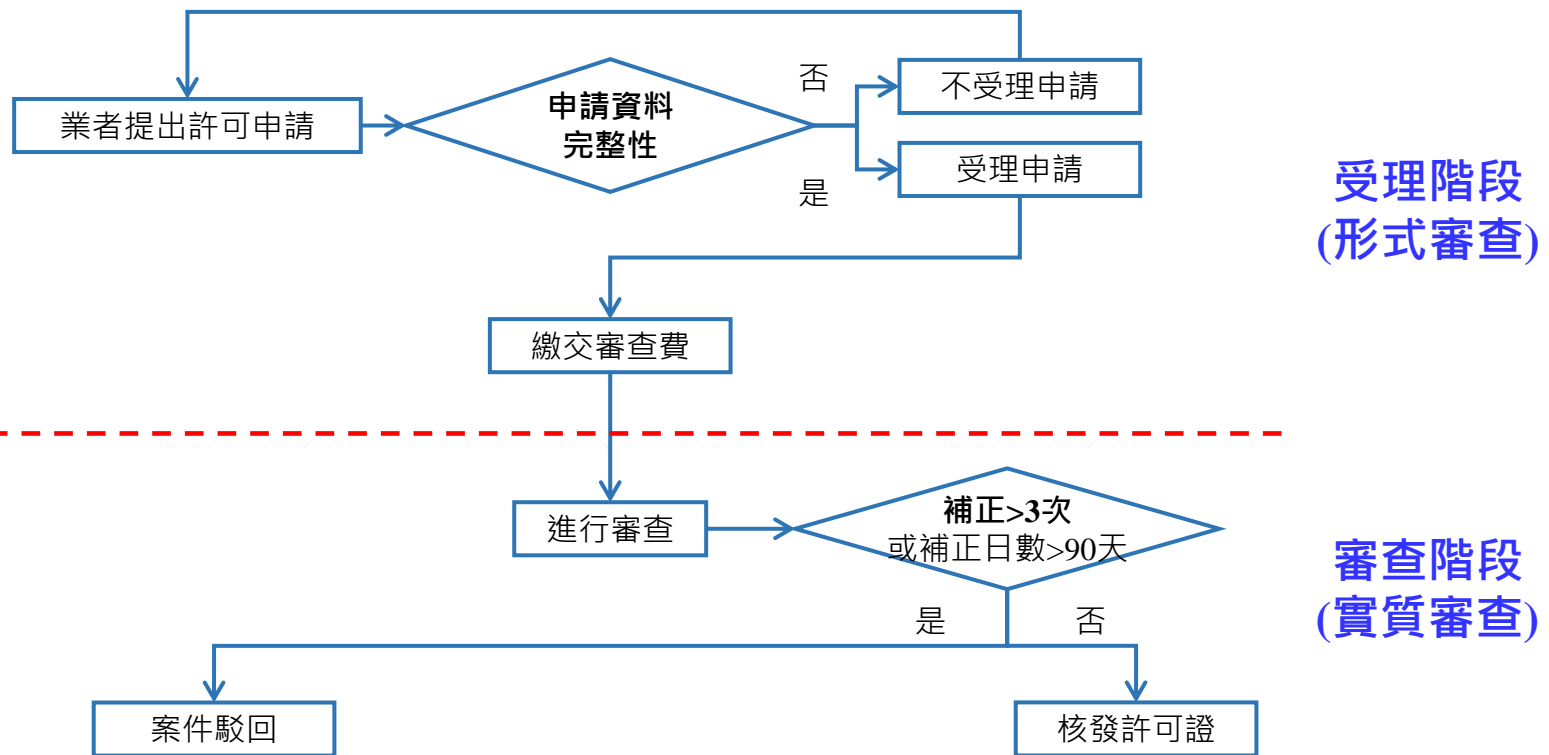 業者提出許可申請
申請資料
完整性
否
是
不受理申請
受理申請
受理階段
(形式審查)
繳交審查費
進行審查
補正>3次
或補正日數>90天
是
否
審查階段
(實質審查)
案件駁回
核發許可證